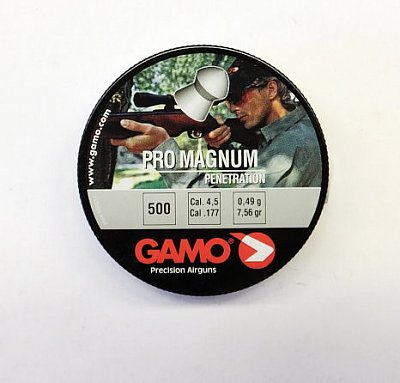 www.gamo.com
PRO MAGNUM
PENETRATION
500
Cal. 4,5
Cal .177
0,49 g
7,56 gr
GAMO®
Precision Airguns